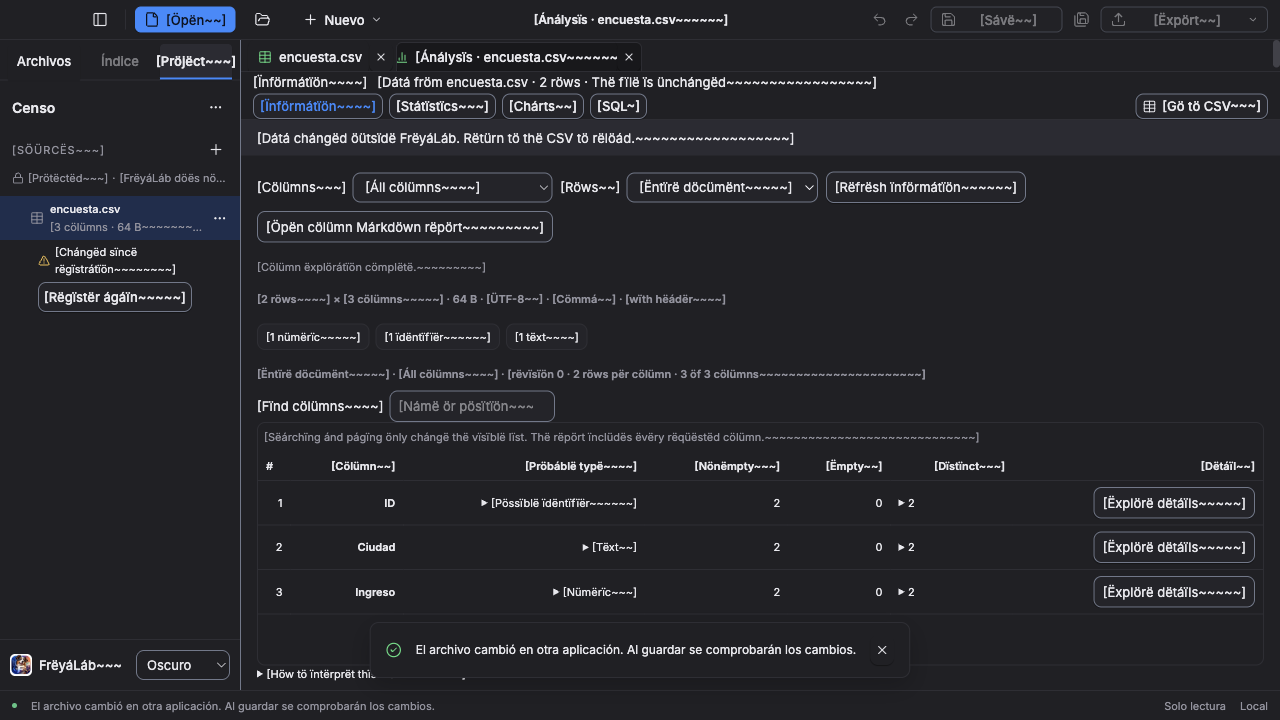 [Öpën~~]
Nuevo
[Ánálysïs · encuesta.csv~~~~~~]
[Sávë~~]
[Ëxpört~~]
Archivos
Índice
[Pröjëct~~~]
encuesta.csv
[Ánálysïs · encuesta.csv~~~~~~
[Ïnförmátïön~~~~] [Dátá fröm encuesta.csv · 2 röws · Thë fïlë ïs ünchángëd~~~~~~~~~~~~~~~~]
[Ïnförmátïön~~~~]
[Státïstïcs~~~]
[Chárts~~]
[SQL~]
[Gö tö CSV~~~]
Censo
[SÖÜRCËS~~~]
[Prötëctëd~~~] · [FrëyáLáb döës nö...
encuesta.csv
[3 cölümns · 64 B~~~~~~~...
[Chángëd sïncë
rëgïstrátïön~~~~~~~~]
[Rëgïstër ágáïn~~~~~]
[Dátá chángëd öütsïdë FrëyáLáb. Rëtürn tö thë CSV tö rëlöád.~~~~~~~~~~~~~~~~~]
[Cölümns~~~]
[Áll cölümns~~~~]
[Röws~~]
[Ëntïrë döcümënt~~~~~]
[Rëfrësh ïnförmátïön~~~~~~]
[Öpën cölümn Márkdöwn rëpört~~~~~~~~~]
[Cölümn ëxplörátïön cömplëtë.~~~~~~~~~]
[2 röws~~~~] × [3 cölümns~~~~~] · 64 B · [ÜTF-8~~] · [Cömmá~~] · [wïth hëádër~~~~]
[1 nümërïc~~~~~]
[1 ïdëntïfïër~~~~~~]
[1 tëxt~~~~]
[Ëntïrë döcümënt~~~~~] · [Áll cölümns~~~~] · [rëvïsïön 0 · 2 röws për cölümn · 3 öf 3 cölümns~~~~~~~~~~~~~~~~~~~~~~]
[Fïnd cölümns~~~~]
[Námë ör pösïtïön~~~
[Sëárchïng ánd págïng önly chángë thë vïsïblë lïst. Thë rëpört ïnclüdës ëvëry rëqüëstëd cölümn.~~~~~~~~~~~~~~~~~~~~~~~~~~~~~]
# [Cölümn~~] [Pröbáblë typë~~~~] [Nönëmpty~~~] [Ëmpty~~] [Dïstïnct~~~] [Dëtáïl~~]
1 ID [Pössïblë ïdëntïfïër~~~~~~] 2 0 2 [Ëxplörë dëtáïls~~~~~]
2 Ciudad [Tëxt~~] 2 0 2 [Ëxplörë dëtáïls~~~~~]
3 Ingreso [Nümërïc~~~] 2 0 2 [Ëxplörë dëtáïls~~~~~]
El archivo cambió en otra aplicación. Al guardar se comprobarán los cambios.
[Höw tö ïntërprët
FrëyáLáb~~~
Oscuro
El archivo cambió en otra aplicación. Al guardar se comprobarán los cambios.
Solo lectura
Local